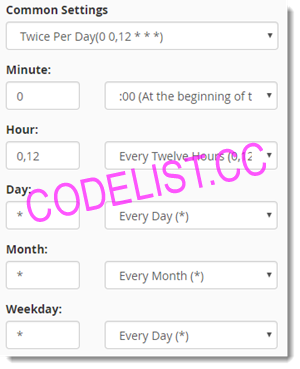 Common Settings
Twice Per Day(0 0,12 * * *)
Minute:
0 :00 (At the beginning of t
Hour:
0,12 Every Twelve Hours (0,12
Day:
* Every Day (*)
CODELIST.CC
Month:
* Every Month (*)
Weekday:
* Every Day (*)